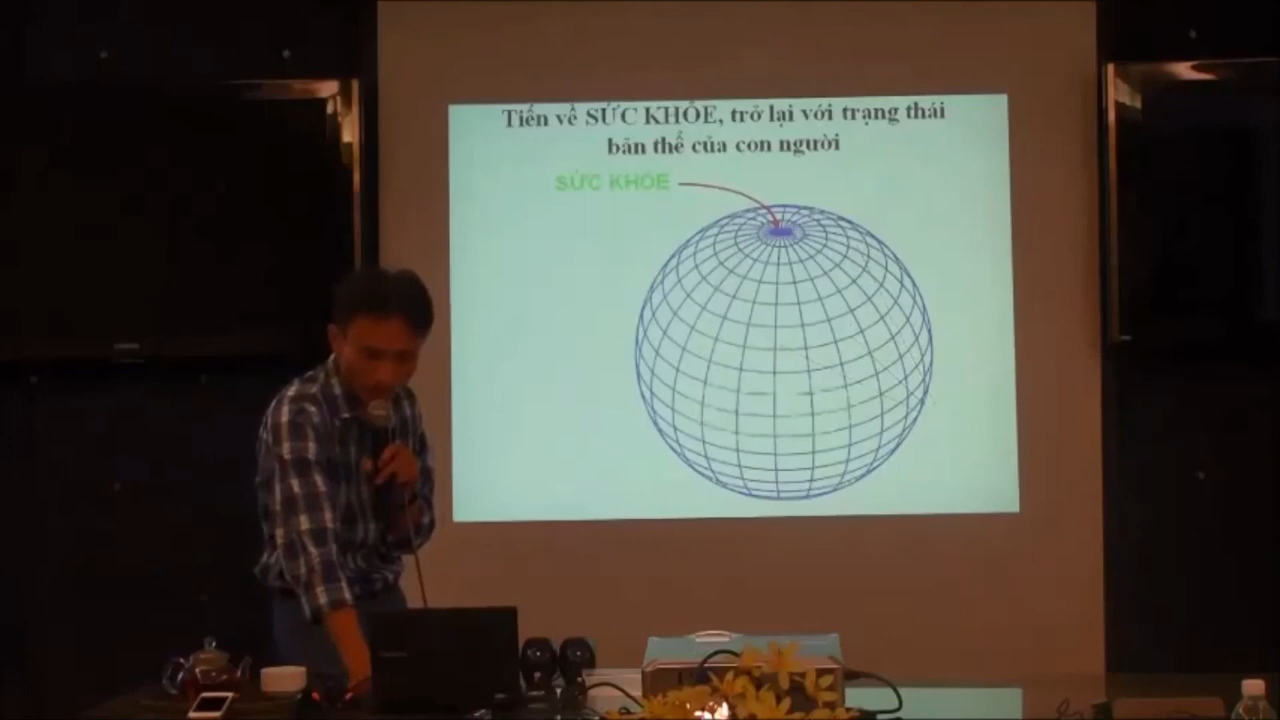 Tiến về SỨC KHỎE, trở lại với trạng thái
bản thể của con người
SỨC KHỎE